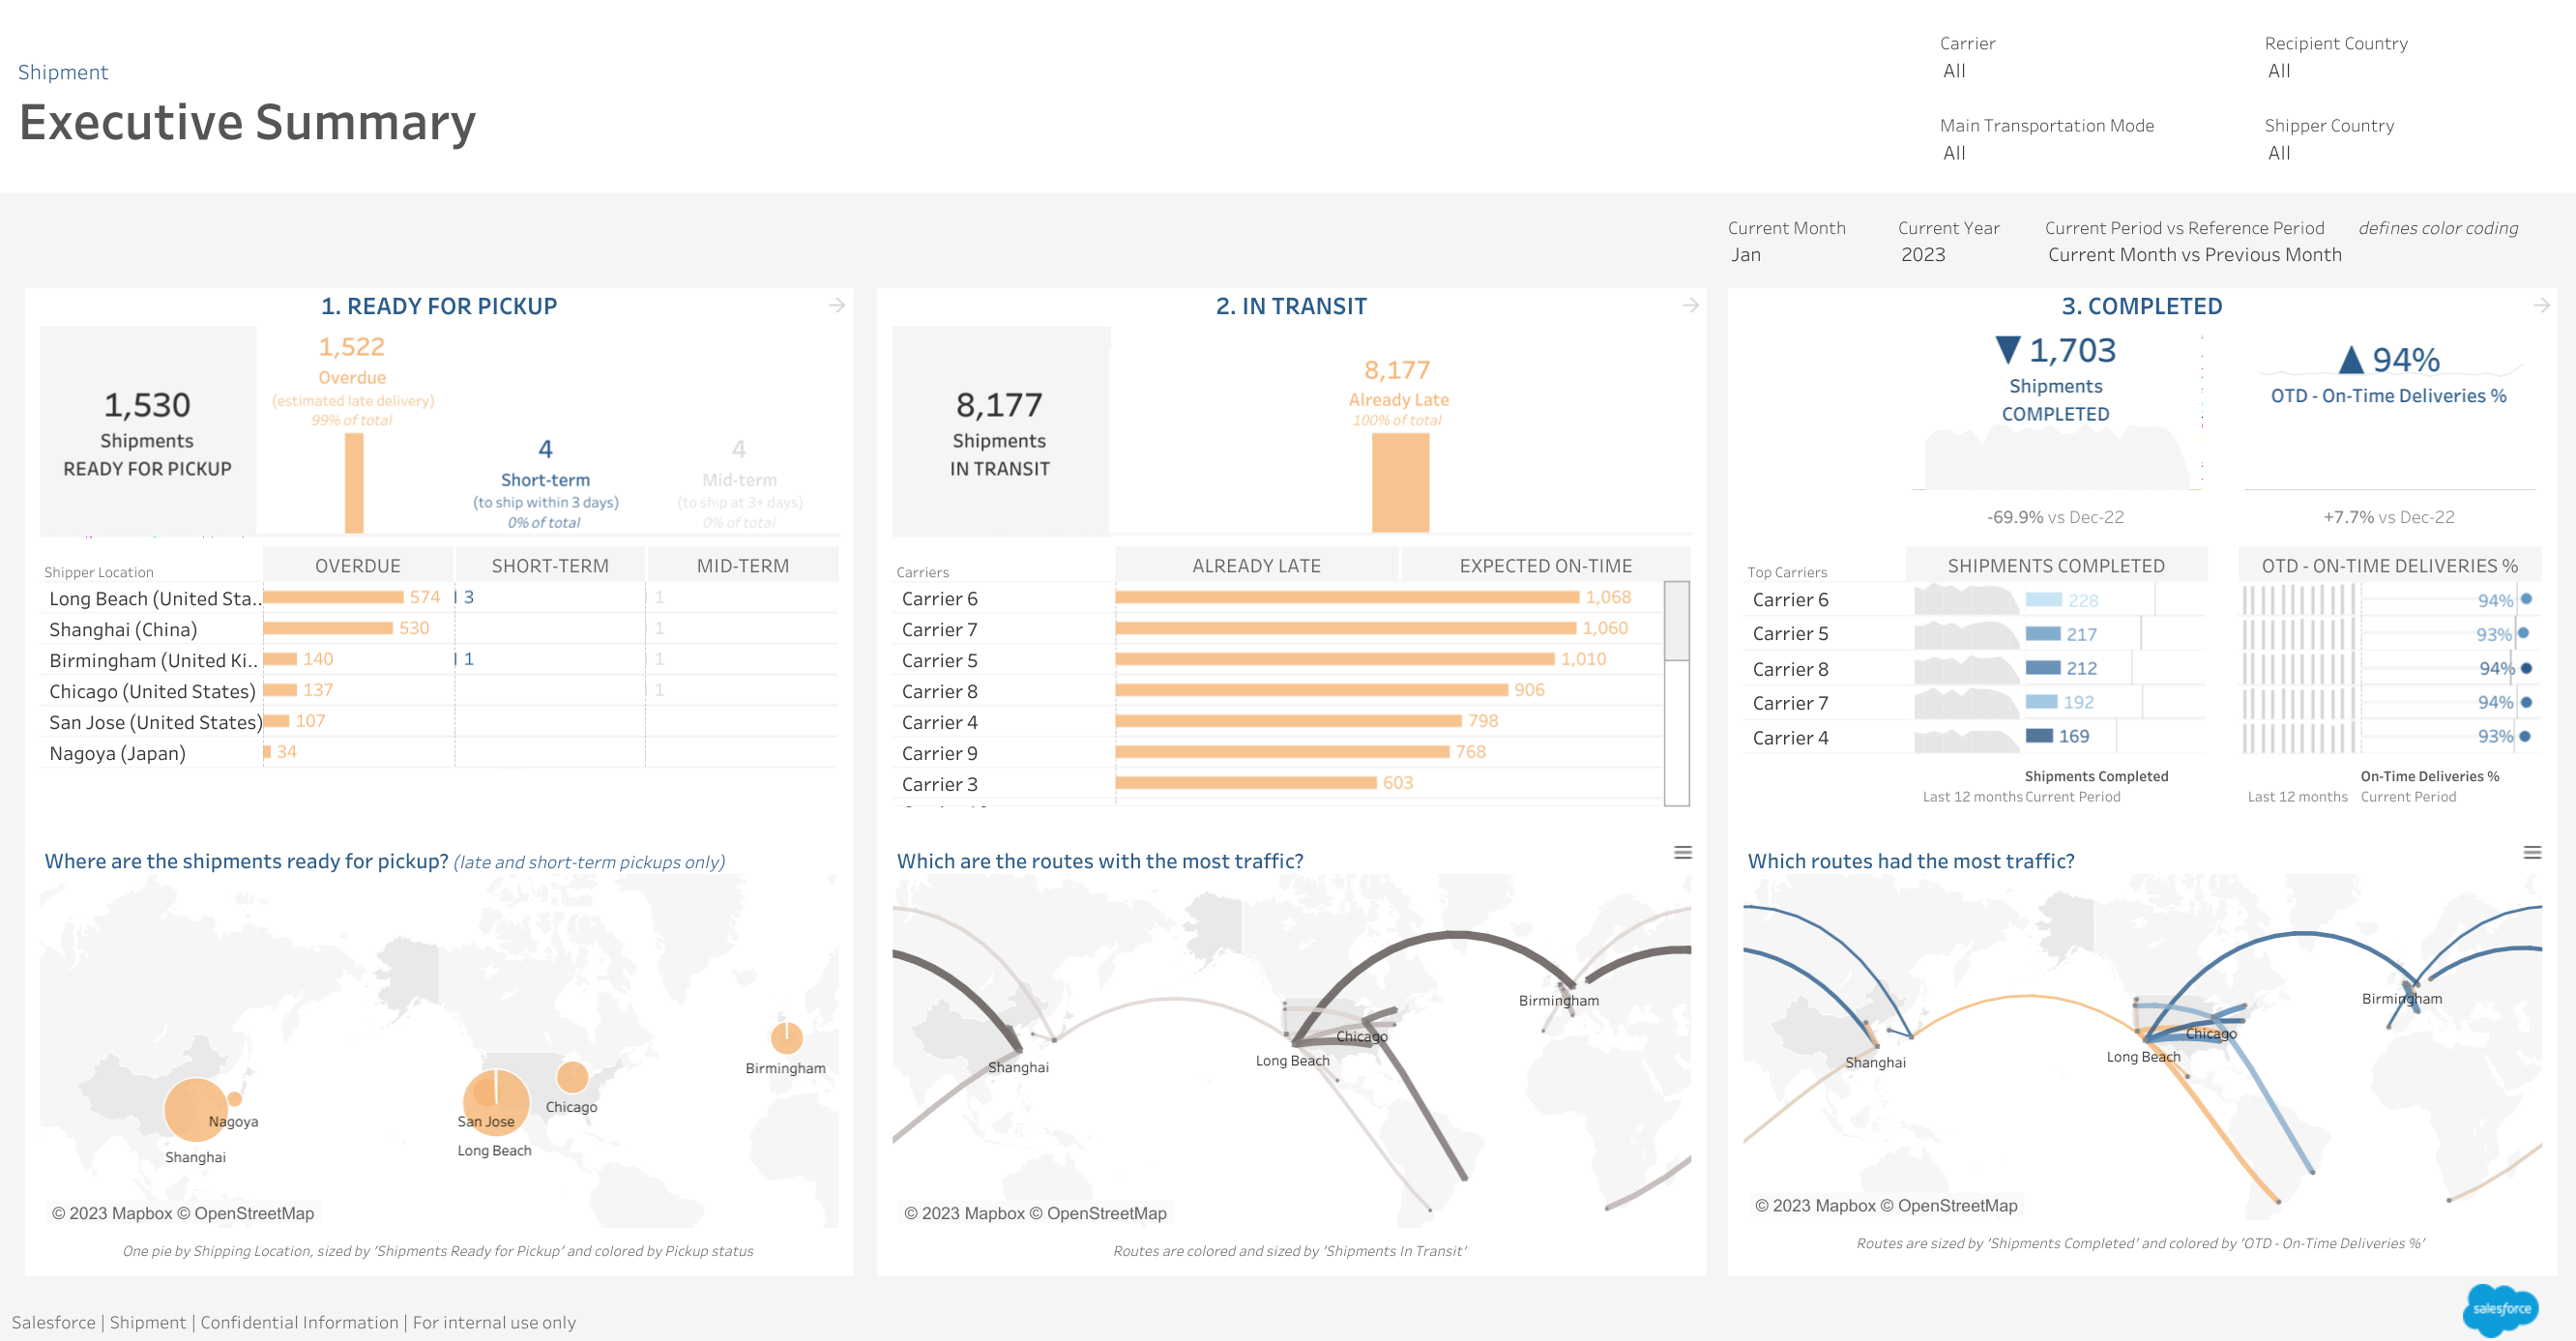 Shipment
Executive Summary
Carrier
All
Recipient Country
All
Main Transportation Mode
All
Shipper Country
All
Current Month
Jan
Current Year
2023
Current Period vs Reference Period
Current Month vs Previous Month
defines color coding
1. READY FOR PICKUP
1,530
Shipments
READY FOR PICKUP
1,522
Overdue
(estimated late delivery)
99% of total
4
Short-term
(to ship within 3 days)
0% of total
4
Mid-term
(to ship at 3+ days)
0% of total
Shipper Location OVERDUE SHORT-TERM MID-TERM
Long Beach (United Sta.. 574 3 1
Shanghai (China) 530 1
Birmingham (United Ki.. 140 1 1
Chicago (United States) 137 1
San Jose (United States) 107
Nagoya (Japan) 34
Where are the shipments ready for pickup? (late and short-term pickups only)
Birmingham
Chicago
Nagoya
San Jose
Long Beach
Shanghai
© 2023 Mapbox © OpenStreetMap
One pie by Shipping Location, sized by 'Shipments Ready for Pickup' and colored by Pickup status
2. IN TRANSIT
8,177
Shipments
IN TRANSIT
8,177
Already Late
100% of total
Carriers ALREADY LATE EXPECTED ON-TIME
Carrier 6 1,068
Carrier 7 1,060
Carrier 5 1,010
Carrier 8 906
Carrier 4 798
Carrier 9 768
Carrier 3 603
Which are the routes with the most traffic?
Birmingham
Chicago
Long Beach
Shanghai
© 2023 Mapbox © OpenStreetMap
Routes are colored and sized by 'Shipments In Transit'
3. COMPLETED
▼ 1,703
Shipments
COMPLETED
-69.9% vs Dec-22
▲ 94%
OTD - On-Time Deliveries %
+7.7% vs Dec-22
Top Carriers SHIPMENTS COMPLETED OTD - ON-TIME DELIVERIES %
Carrier 6 228 94%
Carrier 5 217 93%
Carrier 8 212 94%
Carrier 7 192 94%
Carrier 4 169 93%
Shipments Completed On-Time Deliveries %
Last 12 months Current Period Last 12 months Current Period
Which routes had the most traffic?
Birmingham
Chicago
Long Beach
Shanghai
© 2023 Mapbox © OpenStreetMap
Routes are sized by 'Shipments Completed' and colored by 'OTD - On-Time Deliveries %'
Salesforce | Shipment | Confidential Information | For internal use only
salesforce